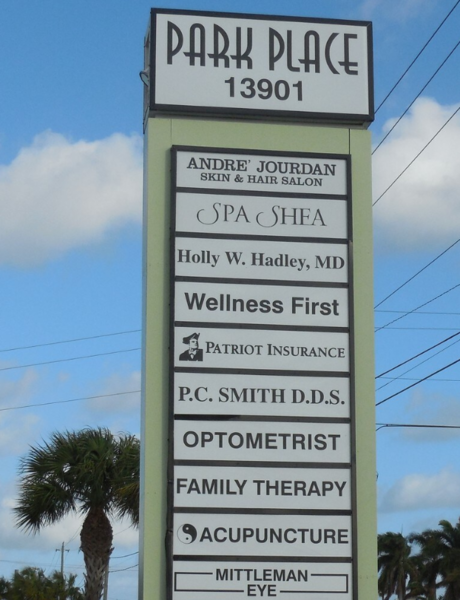 PARK PLACE
13901
ANDRE' JOURDAN
SKIN & HAIR SALON
SPA SHEA
Holly W. Hadley, MD
Wellness First
PATRIOT INSURANCE
P.C. SMITH D.D.S.
OPTOMETRIST
FAMILY THERAPY
ACUPUNCTURE
MITTLEMAN
EYE